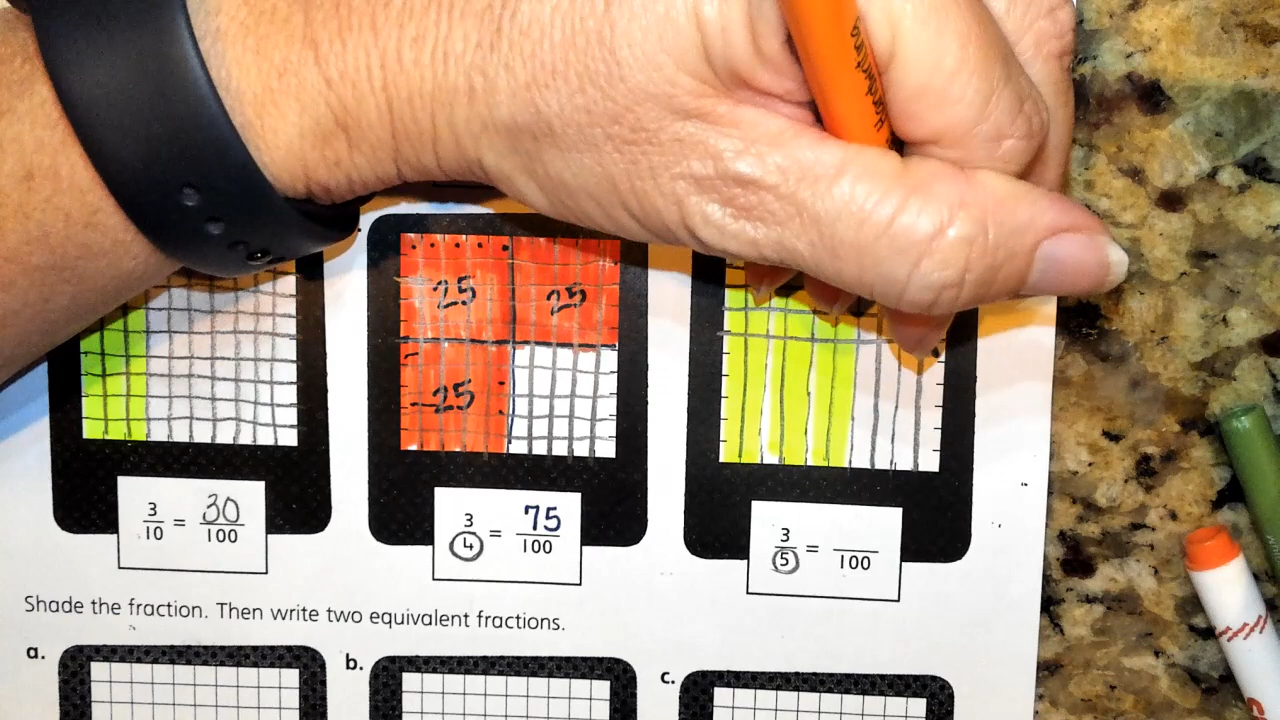 Handwriting
25 25
25
3/10 = 30/100
3/4 = 75/100
3/5 = /100
Shade the fraction. Then write two equivalent fractions.
a. b. c.